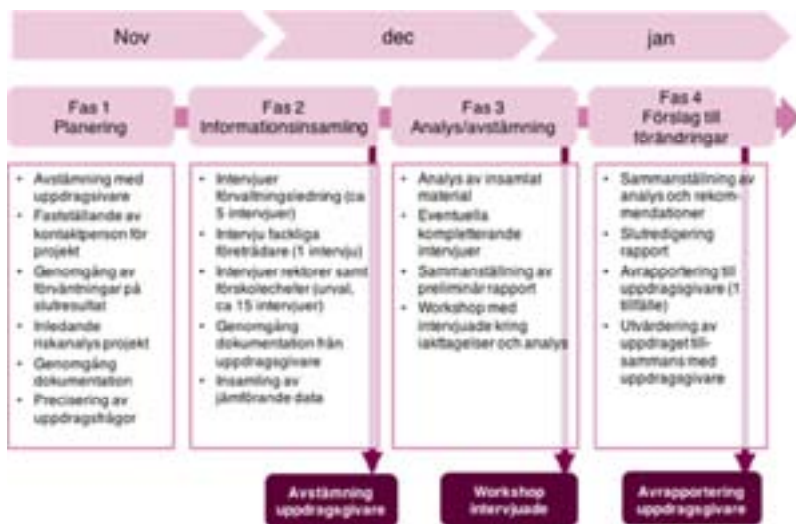 Nov
dec
jan
Fas 1
Planering
Fas 2
Informationsinsamling
Fas 3
Analys/avstämning
Fas 4
Förslag till
förändringar
• Avstämning med
uppdragsivare
• Fastställande av
kontaktperson för
projekt
• Genomgång av
förväntningar på
slutresultat
• Inledande
riskanalys projekt
• Genomgång
dokumentation
• Precisering av
uppdragsfrågor
• Intervjuer
förvaltningsledning (ca
5 intervjuer)
• Intervju fackliga
företrädare (1 intervju)
• Intervjuer rektorer samt
förskolechefer (urval,
ca 15 intervjuer)
• Genomgång
dokumentation från
uppdragsgivare
• Insamling av
jämförande data
• Analys av insamlat
material
• Eventuella
kompletterande
intervjuer
• Sammanställning av
preliminär rapport
• Workshop med
intervjuade kring
iakttagelser och analys
• Sammanställning av
analys och rekom-
mendationer
• Slutredigering
rapport
• Avrapportering till
uppdragsgivare (1
tillfälle)
• Utvärdering av
uppdraget till-
sammans med
uppdragsgivare
Avstämning
uppdragsgivare
Workshop
intervjuade
Avrapportering
uppdragsgivare